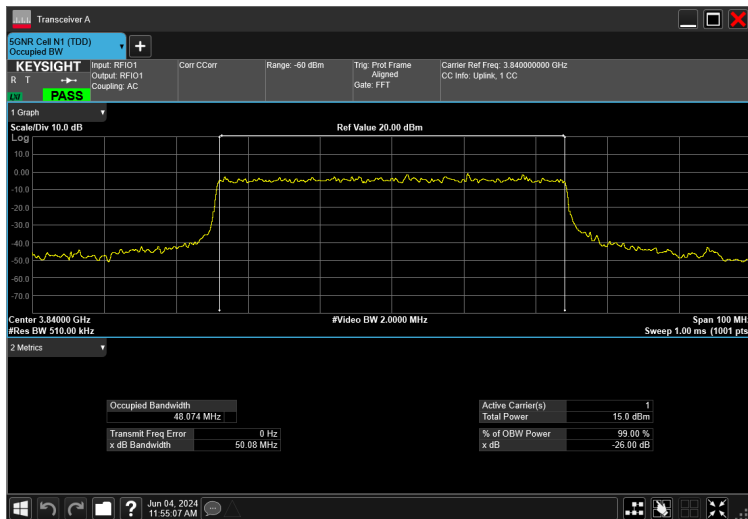 Transceiver A
5GNR Cell N1 (TDD)
Occupied BW
+
KEYSIGHT
R T
LXI
PASS
Input: RFIO1
Output: RFIO1
Coupling: AC
Corr CCorr
Range: -60 dBm
Trig: Prot Frame
Aligned
Gate: FFT
Carrier Ref Freq: 3.840000000 GHz
CC Info: Uplink, 1 CC
1 Graph
Scale/Div 10.0 dB
Ref Value 20.00 dBm
Log
10.0
0.00
-10.0
-20.0
-30.0
-40.0
-50.0
-60.0
-70.0
Center 3.84000 GHz
#Video BW 2.0000 MHz
Span 100 MH
#Res BW 510.00 kHz
Sweep 1.00 ms (1001 pts
2 Metrics
Occupied Bandwidth
48.074 MHz
Transmit Freq Error 0 Hz
x dB Bandwidth 50.08 MHz
Active Carrier(s) 1
Total Power 15.0 dBm
% of OBW Power 99.00 %
x dB -26.00 dB
?
Jun 04, 2024
11:55:07 AM